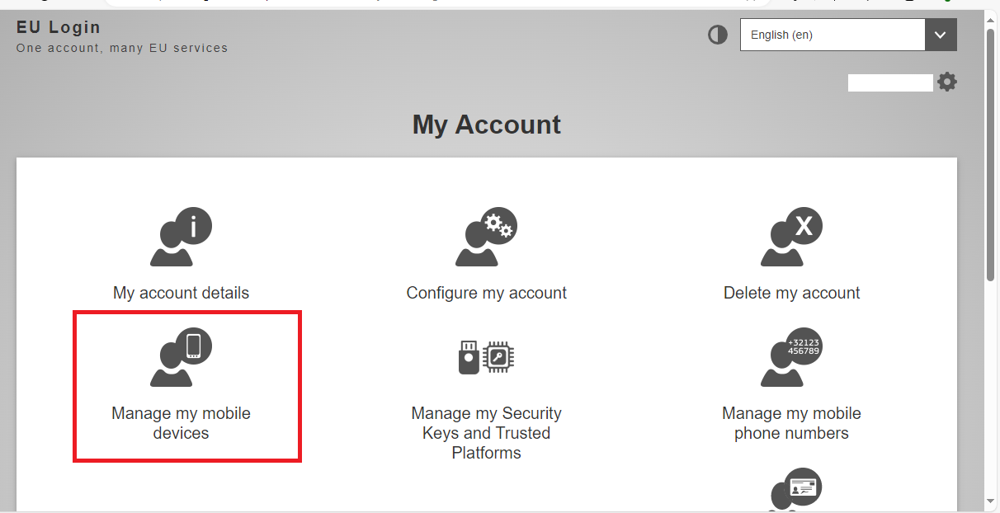 EU Login
One account, many EU services
English (en)
My Account
i
X
My account details
Configure my account
Delete my account
+32123
456789
Manage my mobile
devices
Manage my Security
Keys and Trusted
Platforms
Manage my mobile
phone numbers